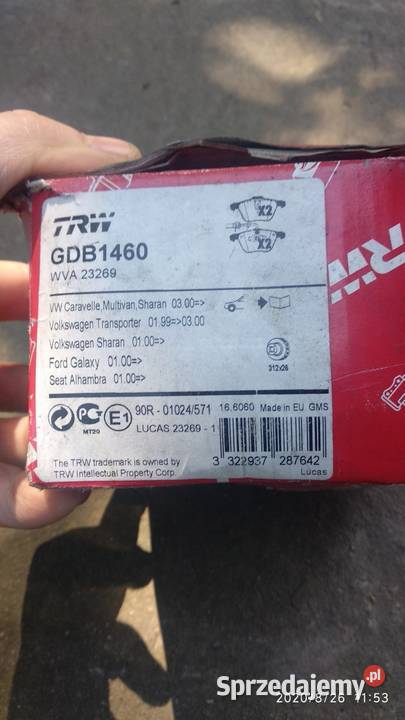 TRW
X2
X2
GDB1460
WVA 23269
VW Caravelle,Multivan,Sharan 03.00=>
Volkswagen Transporter 01.99=>03.00
Volkswagen Sharan 01.00=>
Ford Galaxy 01.00=>
Seat Alhambra 01.00=>
312x26
MT20
E1
90R - 01024/571 16.6060 Made in EU GMS
LUCAS 23269 - 1
The TRW trademark is owned by
TRW Intellectual Property Corp.
3 322937 287642
Lucas
TRW
Sprzedajemy.pl
2020/8/26 11:53